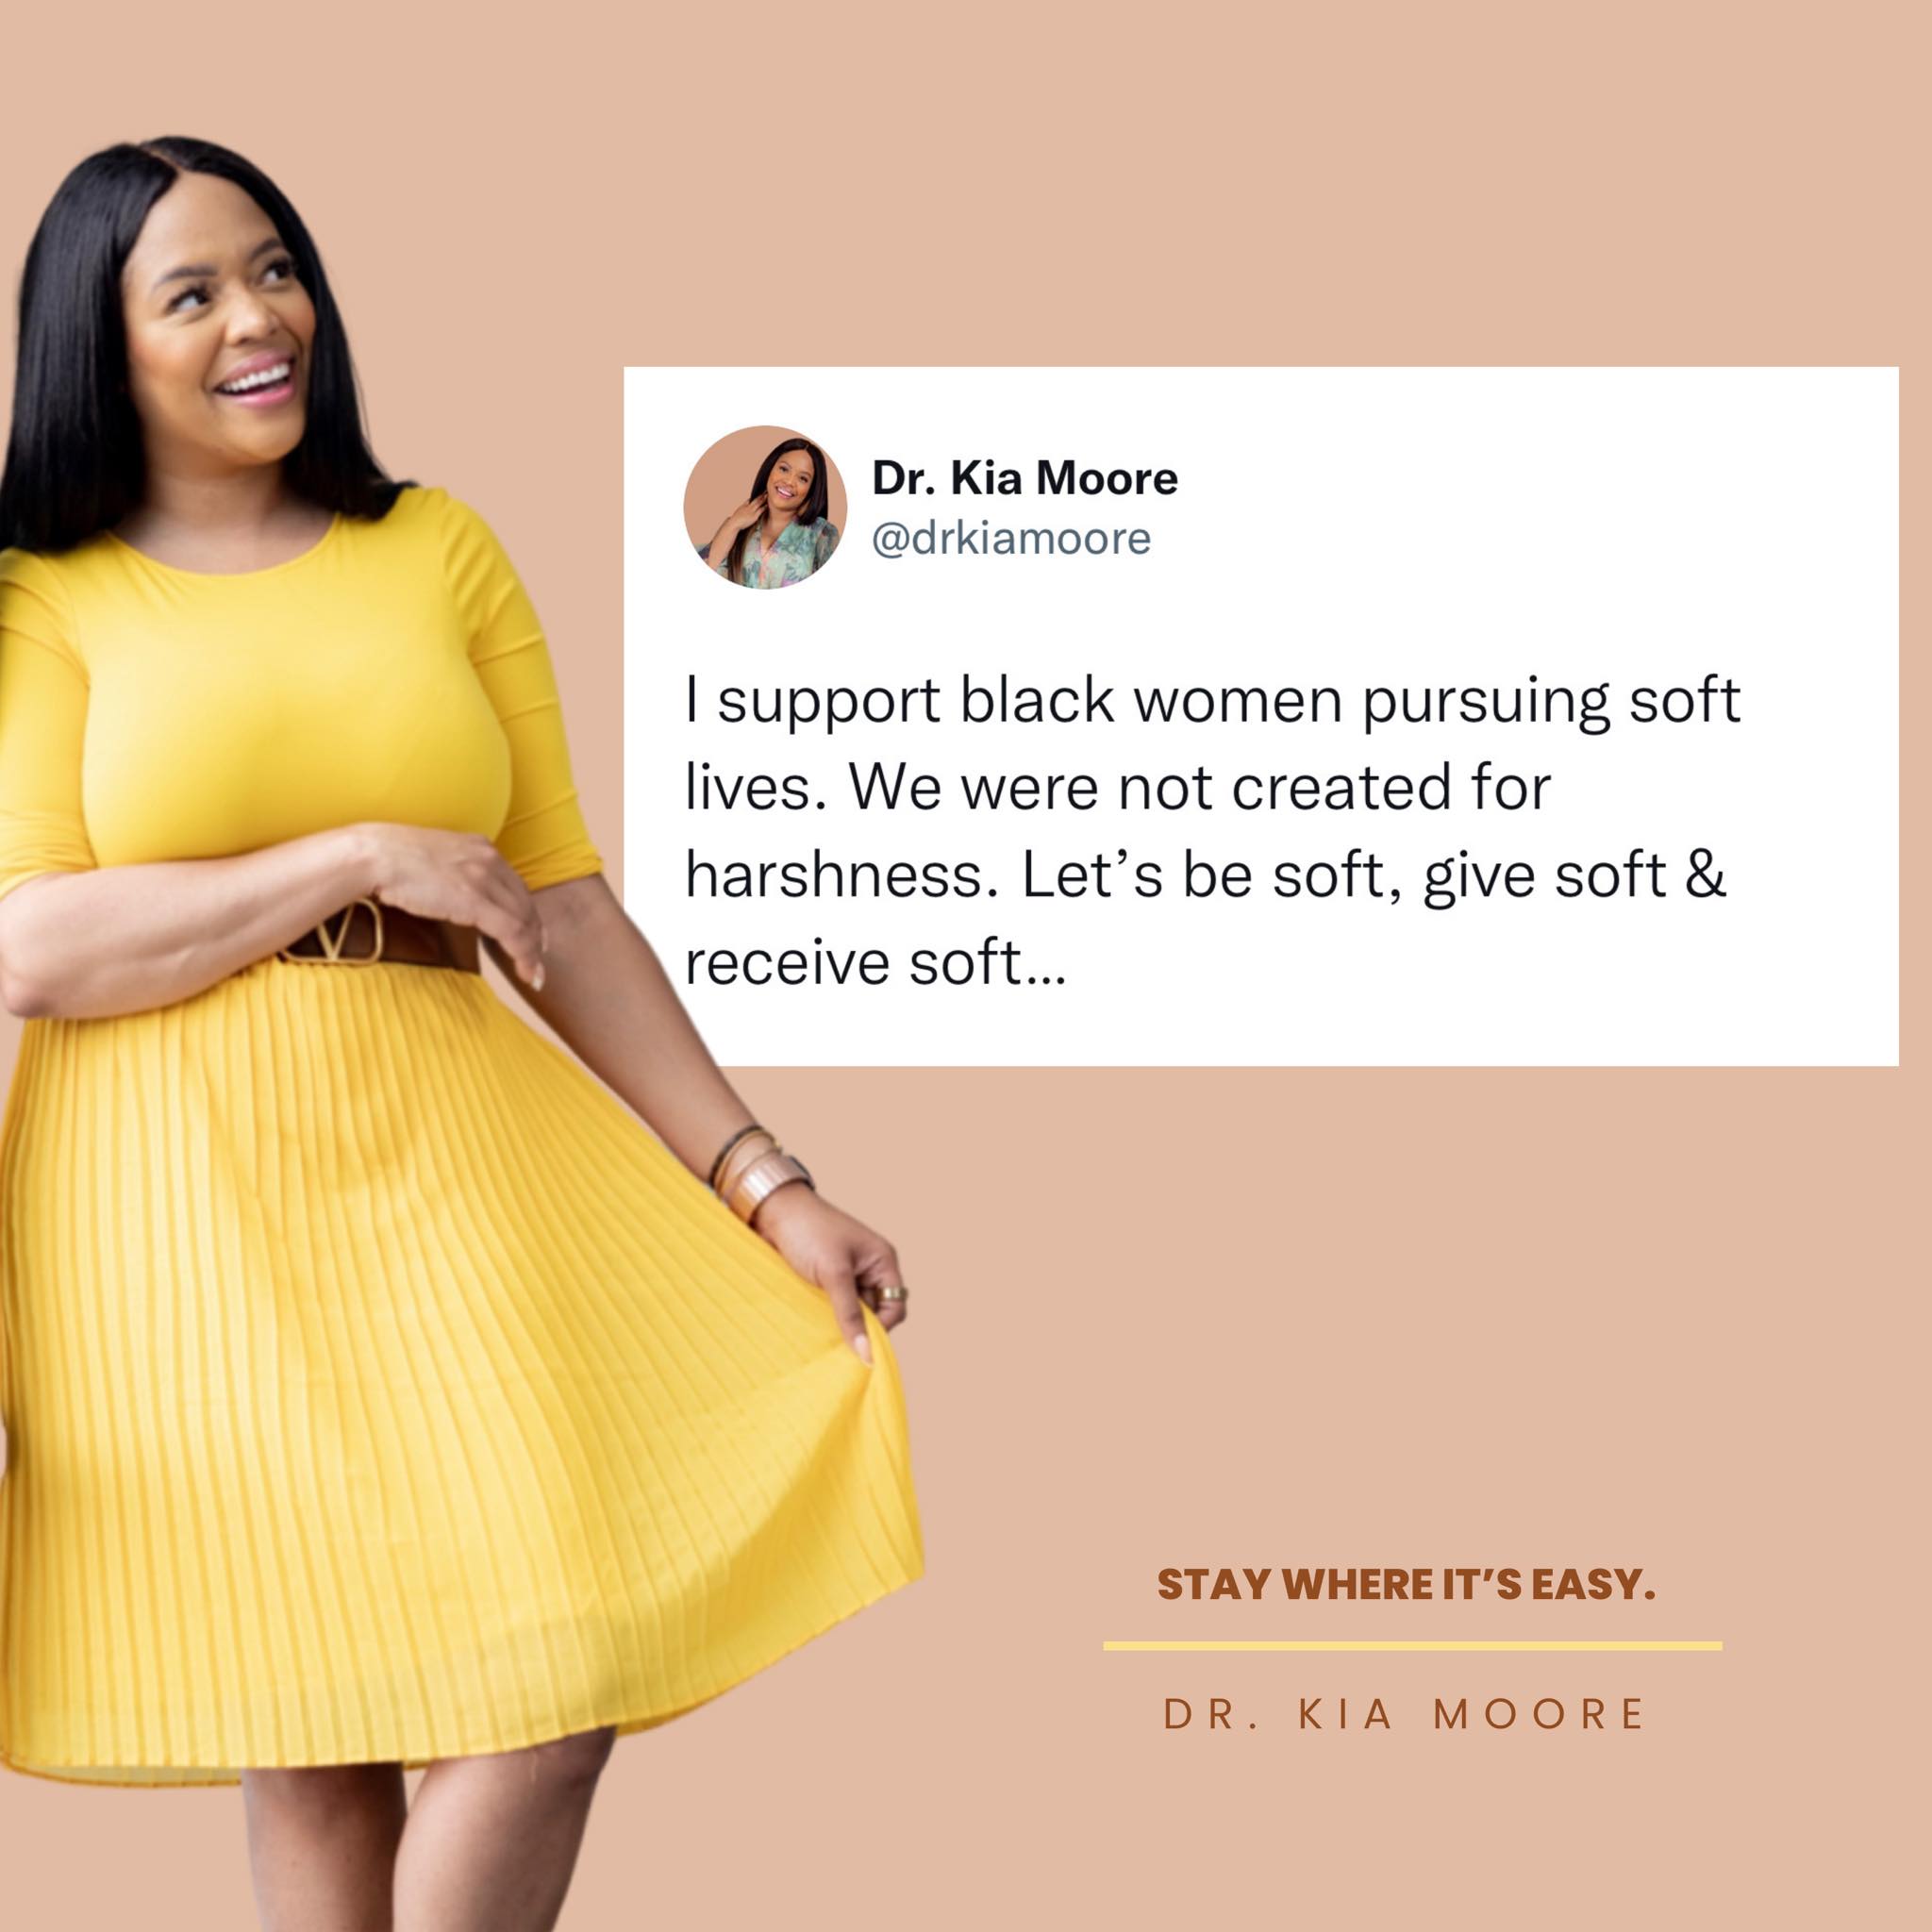 Dr. Kia Moore
@drkiamoore
I support black women pursuing soft
lives. We were not created for
harshness. Let’s be soft, give soft &
receive soft...
STAY WHERE IT’S EASY.
DR. KIA MOORE